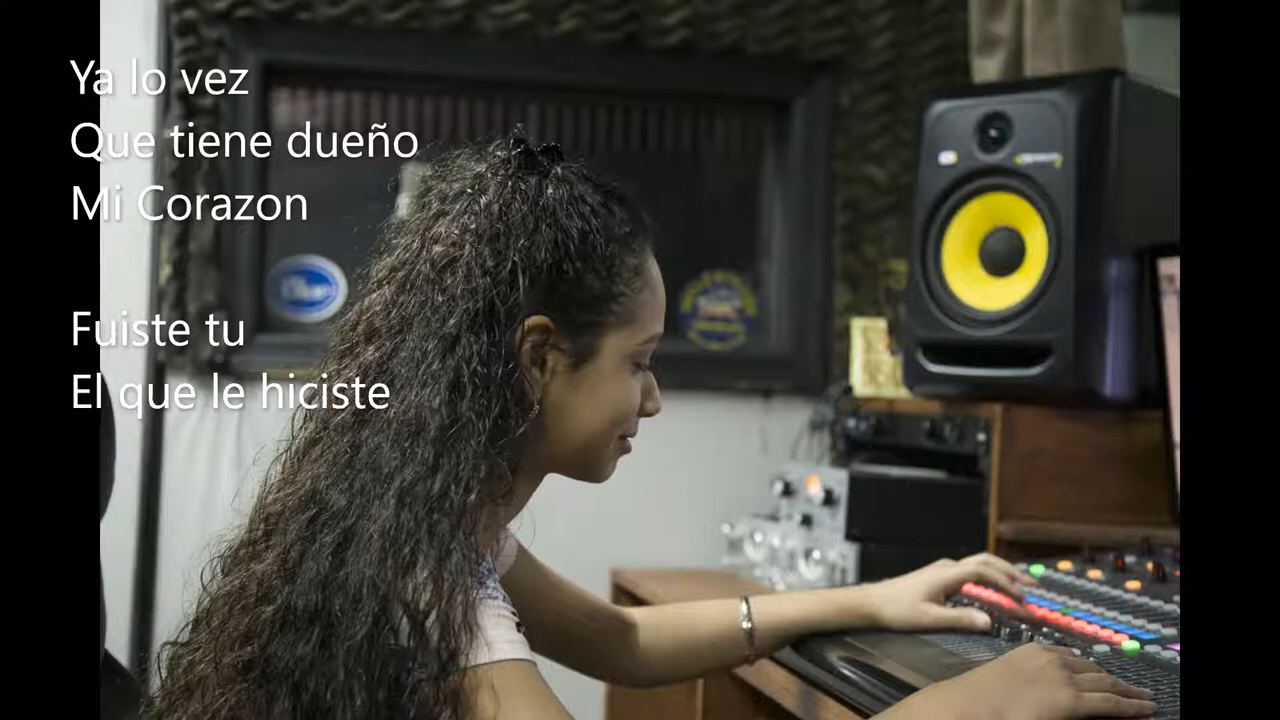 Ya lo vez
Que tiene dueño
Mi Corazon
Fuiste tu
El que le hiciste